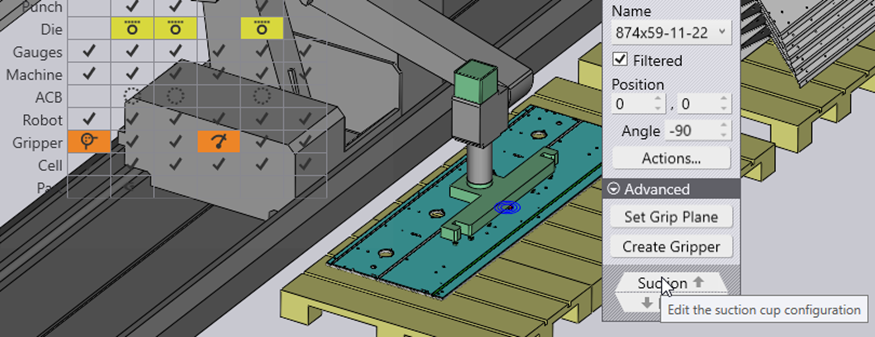 Punch
Die
Gauges
Machine
ACB
Robot
Gripper
Cell
Name
874x59-11-22
Filtered
Position
0 , 0
Angle -90
Actions...
Advanced
Set Grip Plane
Create Gripper
Suction
Edit the suction cup configuration